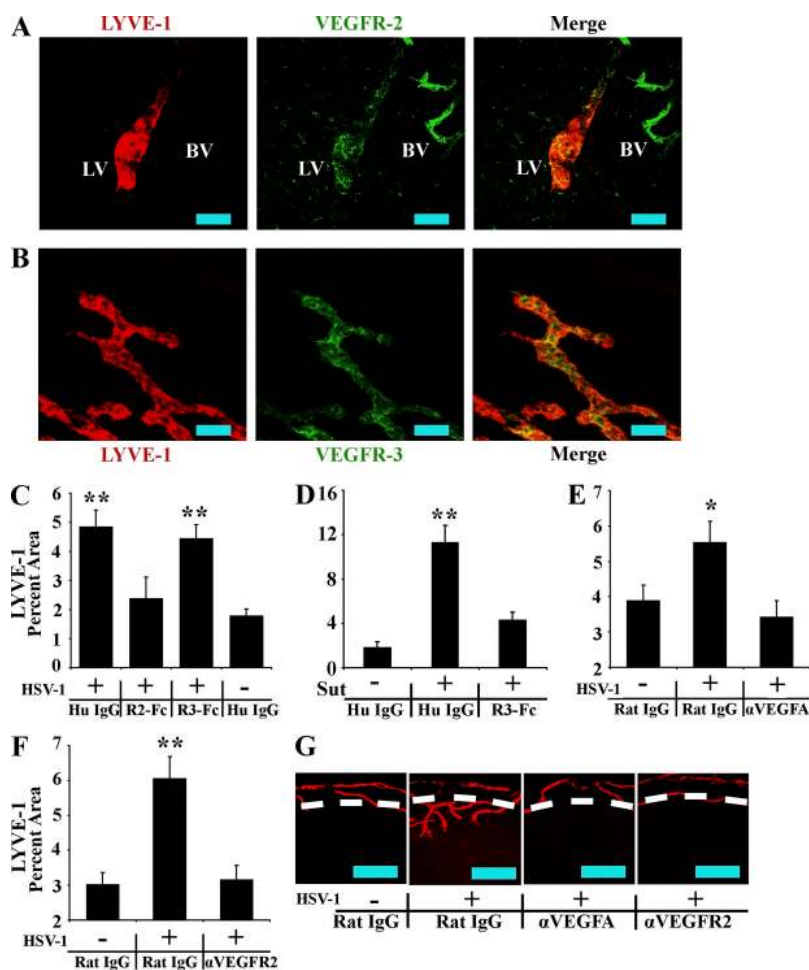 A LYVE-1 VEGFR-2 Merge
LV BV LV BV LV BV
B
LYVE-1 VEGFR-3 Merge
C
LYVE-1
Percent Area
6
5
4
3
2
1
0
** **
HSV-1 + + + -
Hu IgG R2-Fc R3-Fc Hu IgG
D
16
12
8
4
0
**
Sut - + +
Hu IgG Hu IgG R3-Fc
E
7
6
5
4
3
2
*
HSV-1 - + +
Rat IgG Rat IgG αVEGFA
F
LYVE-1
Percent Area
7
6
5
4
3
2
**
HSV-1 - + +
Rat IgG Rat IgG αVEGFR2
G
HSV-1 - + + +
Rat IgG Rat IgG αVEGFA αVEGFR2